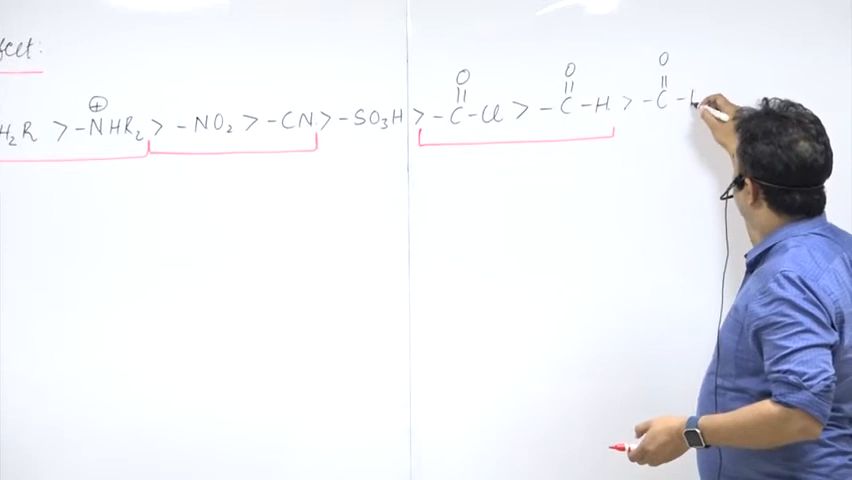 fect:
H₂R > -N⊕HR₂ > -NO₂ > -CN > -SO₃H > -C(=O)-Cl > -C(=O)-H > -C(=O)-